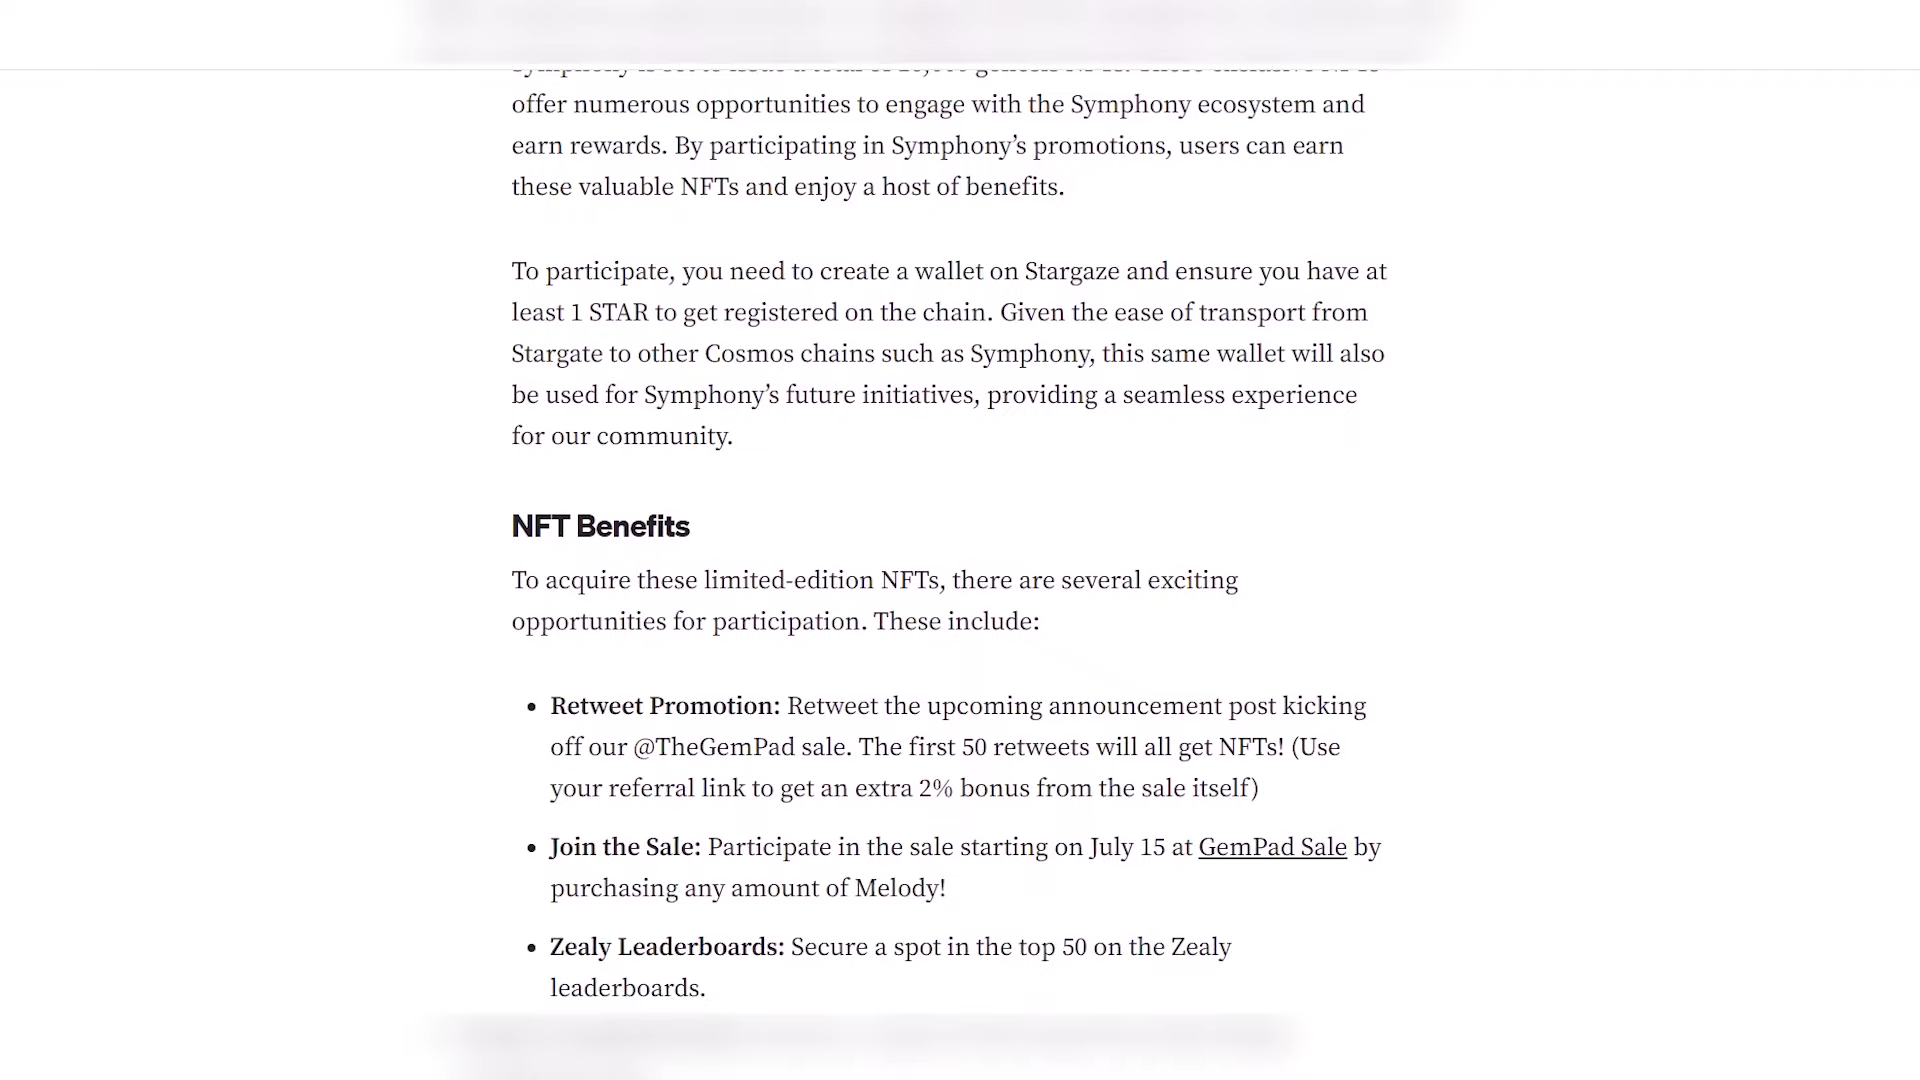 offer numerous opportunities to engage with the Symphony ecosystem and
earn rewards. By participating in Symphony’s promotions, users can earn
these valuable NFTs and enjoy a host of benefits.
To participate, you need to create a wallet on Stargaze and ensure you have at
least 1 STAR to get registered on the chain. Given the ease of transport from
Stargate to other Cosmos chains such as Symphony, this same wallet will also
be used for Symphony’s future initiatives, providing a seamless experience
for our community.
NFT Benefits
To acquire these limited-edition NFTs, there are several exciting
opportunities for participation. These include:
• Retweet Promotion: Retweet the upcoming announcement post kicking
off our @TheGemPad sale. The first 50 retweets will all get NFTs! (Use
your referral link to get an extra 2% bonus from the sale itself)
• Join the Sale: Participate in the sale starting on July 15 at GemPad Sale by
purchasing any amount of Melody!
• Zealy Leaderboards: Secure a spot in the top 50 on the Zealy
leaderboards.